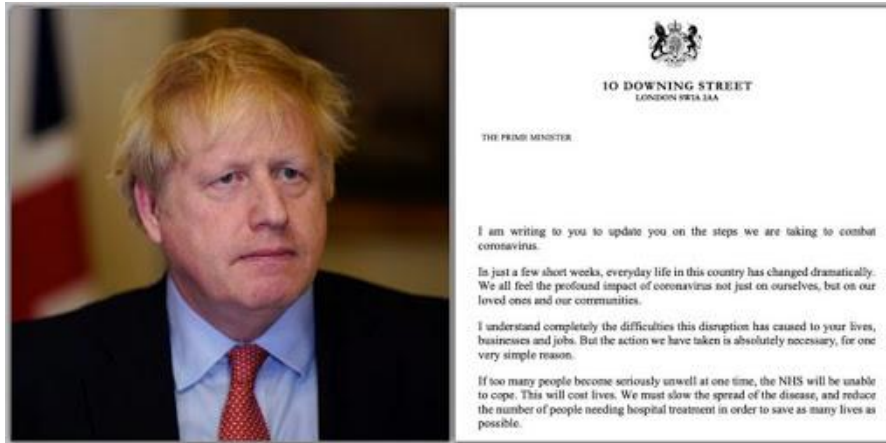 10 DOWNING STREET
LONDON SW1A 2AA
THE PRIME MINISTER
I am writing to you to update you on the steps we are taking to combat
coronavirus.
In just a few short weeks, everyday life in this country has changed dramatically.
We all feel the profound impact of coronavirus not just on ourselves, but on our
loved ones and our communities.
I understand completely the difficulties this disruption has caused to your lives,
businesses and jobs. But the action we have taken is absolutely necessary, for one
very simple reason.
If too many people become seriously unwell at one time, the NHS will be unable
to cope. This will cost lives. We must slow the spread of the disease, and reduce
the number of people needing hospital treatment in order to save as many lives as
possible.